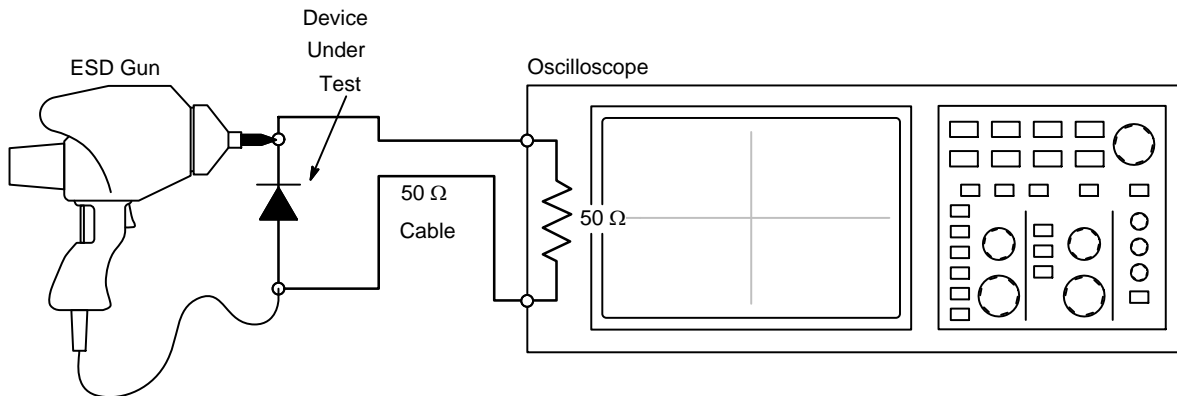 Device
Under
Test
ESD Gun
Oscilloscope
50 Ω
Cable
50 Ω